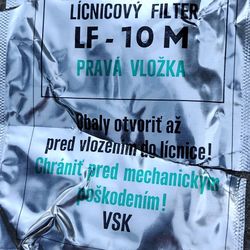 LÍCNICOVÝ FILTER
LF - 10 M
PRAVÁ VLOŽKA
Obaly otvoriť až
pred vložením do lícnice!
Chrániť pred mechanickým
poškodením!
VSK